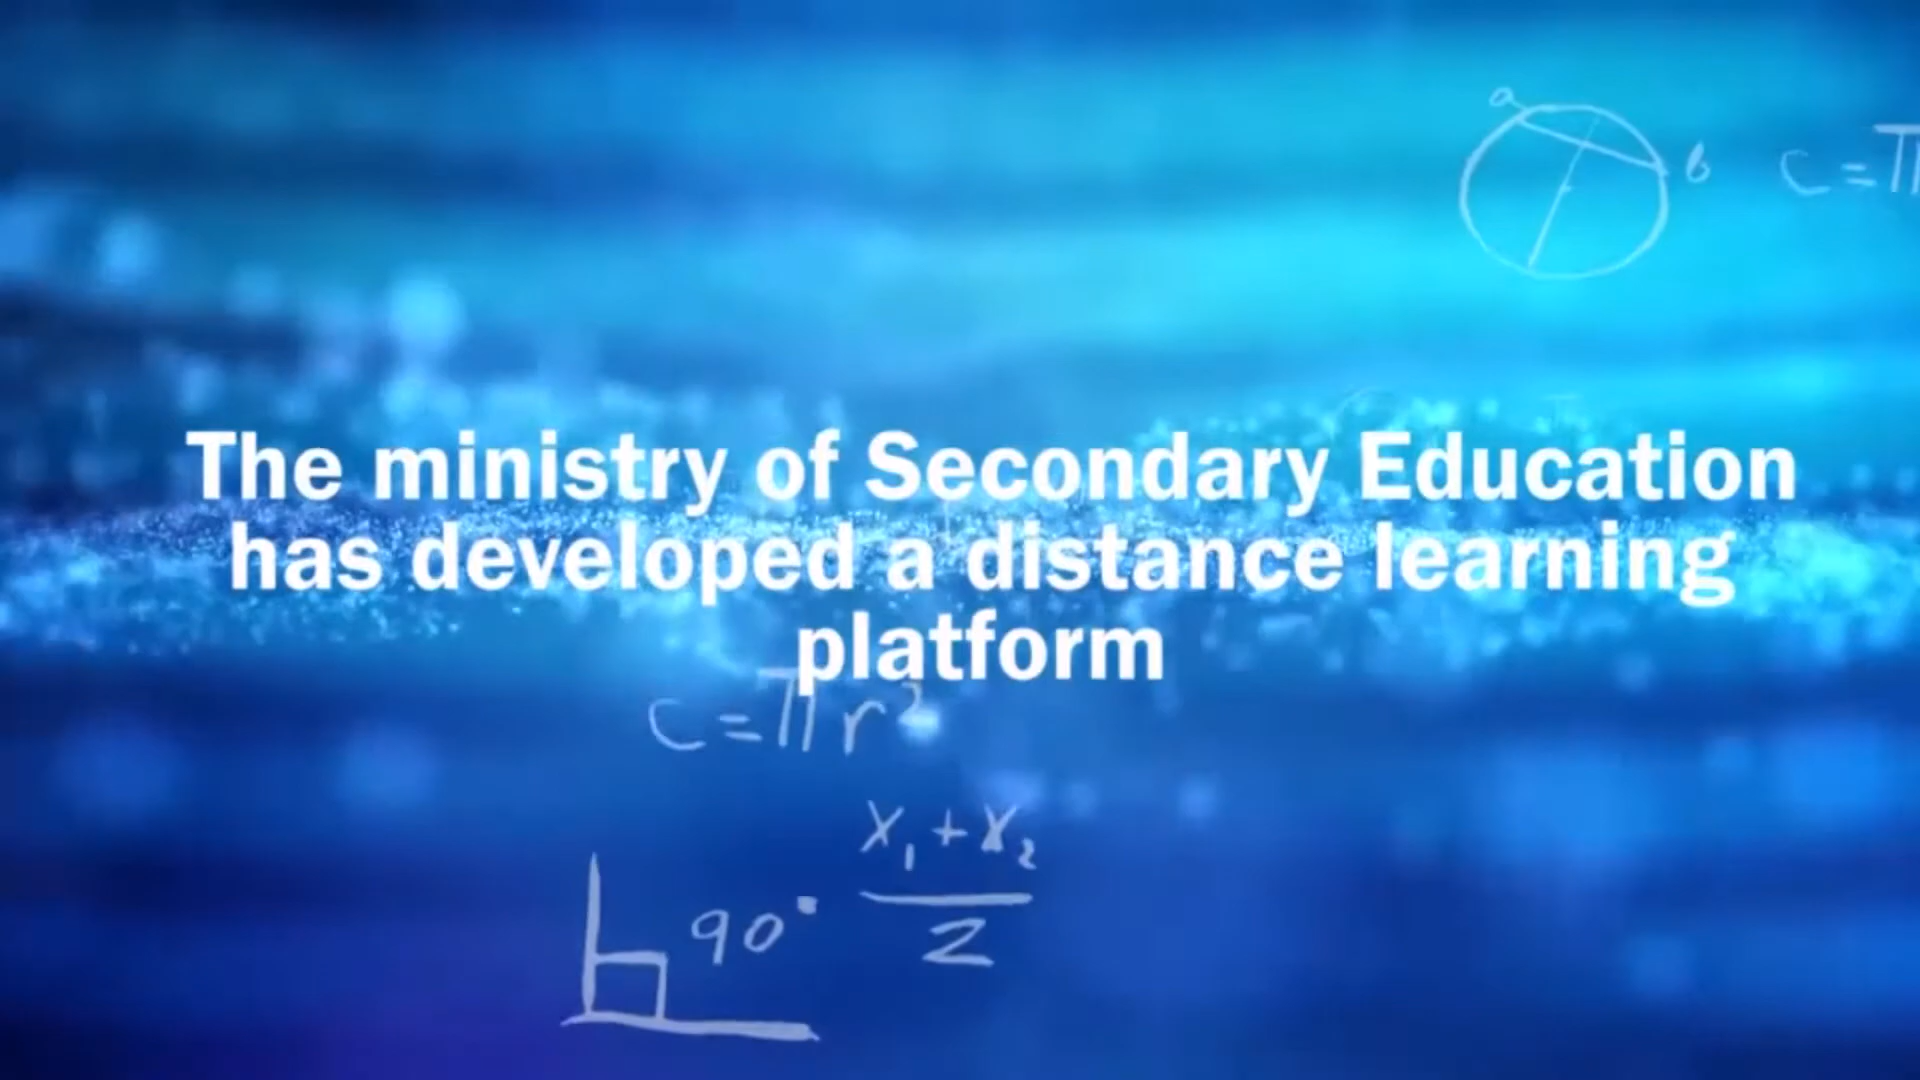 a
b c = π
The ministry of Secondary Education
has developed a distance learning
platform
c = πr²
x₁ + x₂
90°
2